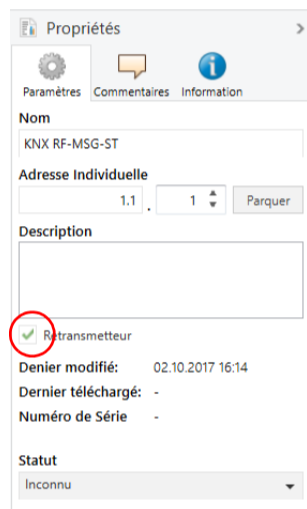 Propriétés
Paramètres Commentaires Information
Nom
KNX RF-MSG-ST
Adresse Individuelle
1.1 . 1 Parquer
Description
Retransmetteur
Denier modifié: 02.10.2017 16:14
Dernier téléchargé: -
Numéro de Série -
Statut
Inconnu